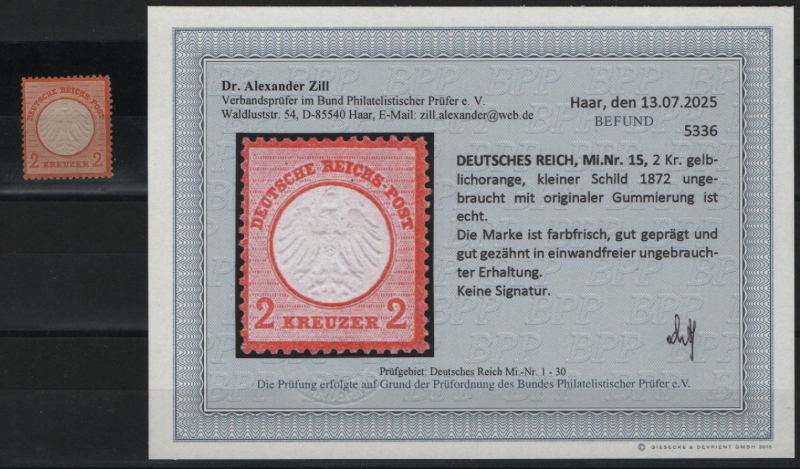 DEUTSCHE REICHS-POST
2 KREUZER 2
Dr. Alexander Zill
Verbandsprüfer im Bund Philatelistischer Prüfer e. V.
Waldluststr. 54, D-85540 Haar, E-Mail: zill.alexander@web.de
Haar, den 13.07.2025
BEFUND
5336
DEUTSCHE REICHS-POST
2 KREUZER 2
DEUTSCHES REICH, Mi.Nr. 15, 2 Kr. gelb-
lichorange, kleiner Schild 1872 unge-
braucht mit originaler Gummierung ist
echt.
Die Marke ist farbfrisch, gut geprägt und
gut gezähnt in einwandfreier ungebrauch-
ter Erhaltung.
Keine Signatur.
Prüfgebiet: Deutsches Reich Mi.-Nr. 1 - 30
Die Prüfung erfolgte auf Grund der Prüfordnung des Bundes Philatelistischer Prüfer e.V.
© GIESECKE & DEVRIENT GMBH 2015